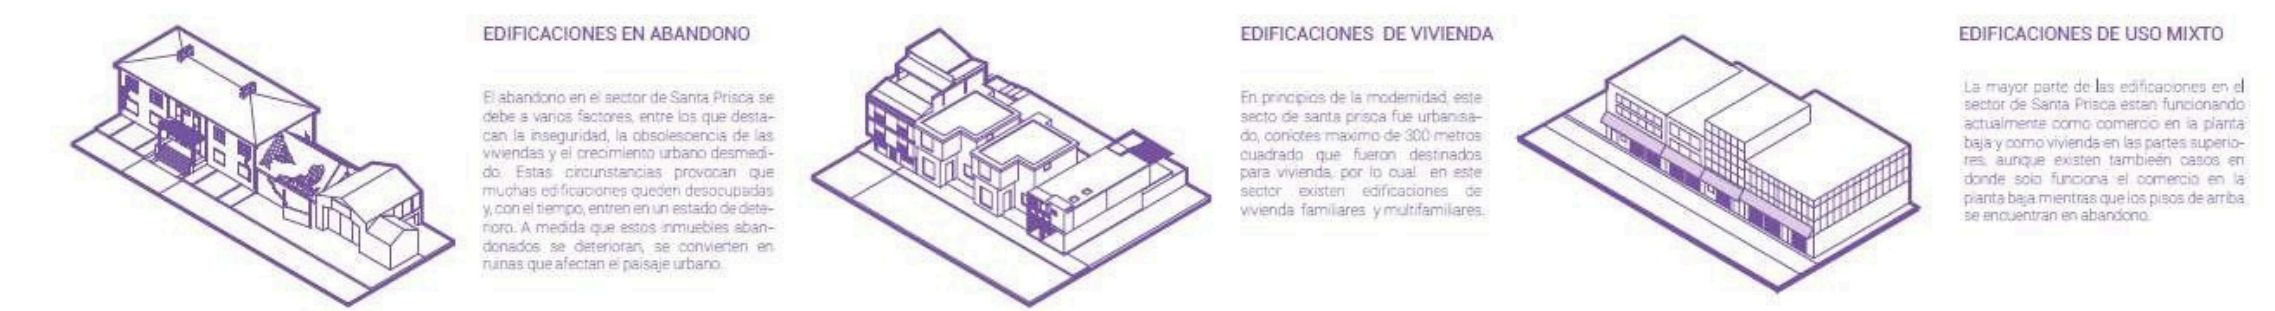 EDIFICACIONES EN ABANDONO
El abandono en el sector de Santa Prisca se
debe a varios factores, entre los que desta-
can la inseguridad, la obsolescencia de las
viviendas y el crecimiento urbano desmedi-
do. Estas circunstancias provocan que
muchas edificaciones queden desocupadas
y, con el tiempo, entren en un estado de dete-
rioro. A medida que estos inmuebles aban-
donados se deterioran, se convierten en
ruinas que afectan el paisaje urbano.
EDIFICACIONES DE VIVIENDA
En principios de la modernidad, este
secto de santa prisca fue urbanisa-
do, conlotes maximo de 300 metros
cuadrado que fueron destinados
para vivienda, por lo cual en este
sector existen edificaciones de
vivienda familiares y multifamiliares.
EDIFICACIONES DE USO MIXTO
La mayor parte de las edificaciones en el
sector de Santa Prisca estan funcionando
actualmente como comercio en la planta
baja y como vivienda en las partes superio-
res, aunque existen tambieén casos en
donde solo funciona el comercio en la
planta baja mientras que los pisos de arriba
se encuentran en abandono.